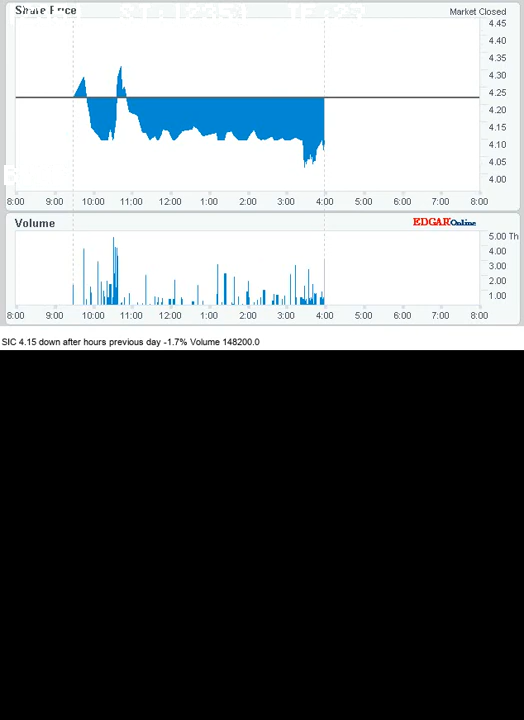 Share Price
Market Closed
4.45
4.40
4.35
4.30
4.25
4.20
4.15
4.10
4.05
4.00
8:00 9:00 10:00 11:00 12:00 1:00 2:00 3:00 4:00 5:00 6:00 7:00 8:00
Volume
EDGAROnline
5.00 Th
4.00
3.00
2.00
1.00
8:00 9:00 10:00 11:00 12:00 1:00 2:00 3:00 4:00 5:00 6:00 7:00 8:00
SIC 4.15 down after hours previous day -1.7% Volume 148200.0